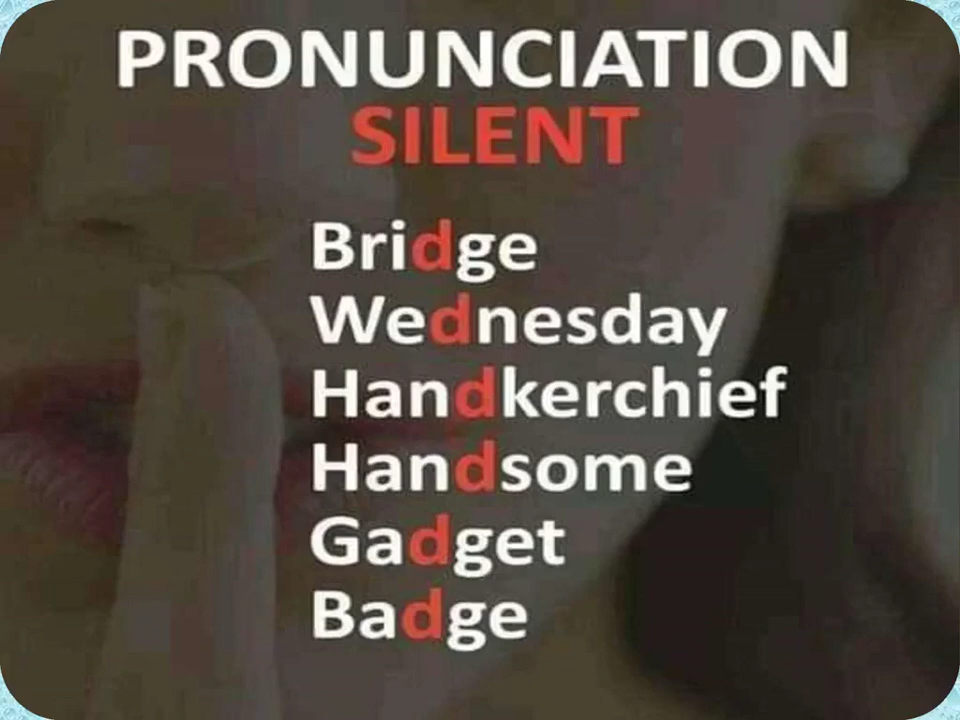 PRONUNCIATION
SILENT
Bridge
Wednesday
Handkerchief
Handsome
Gadget
Badge